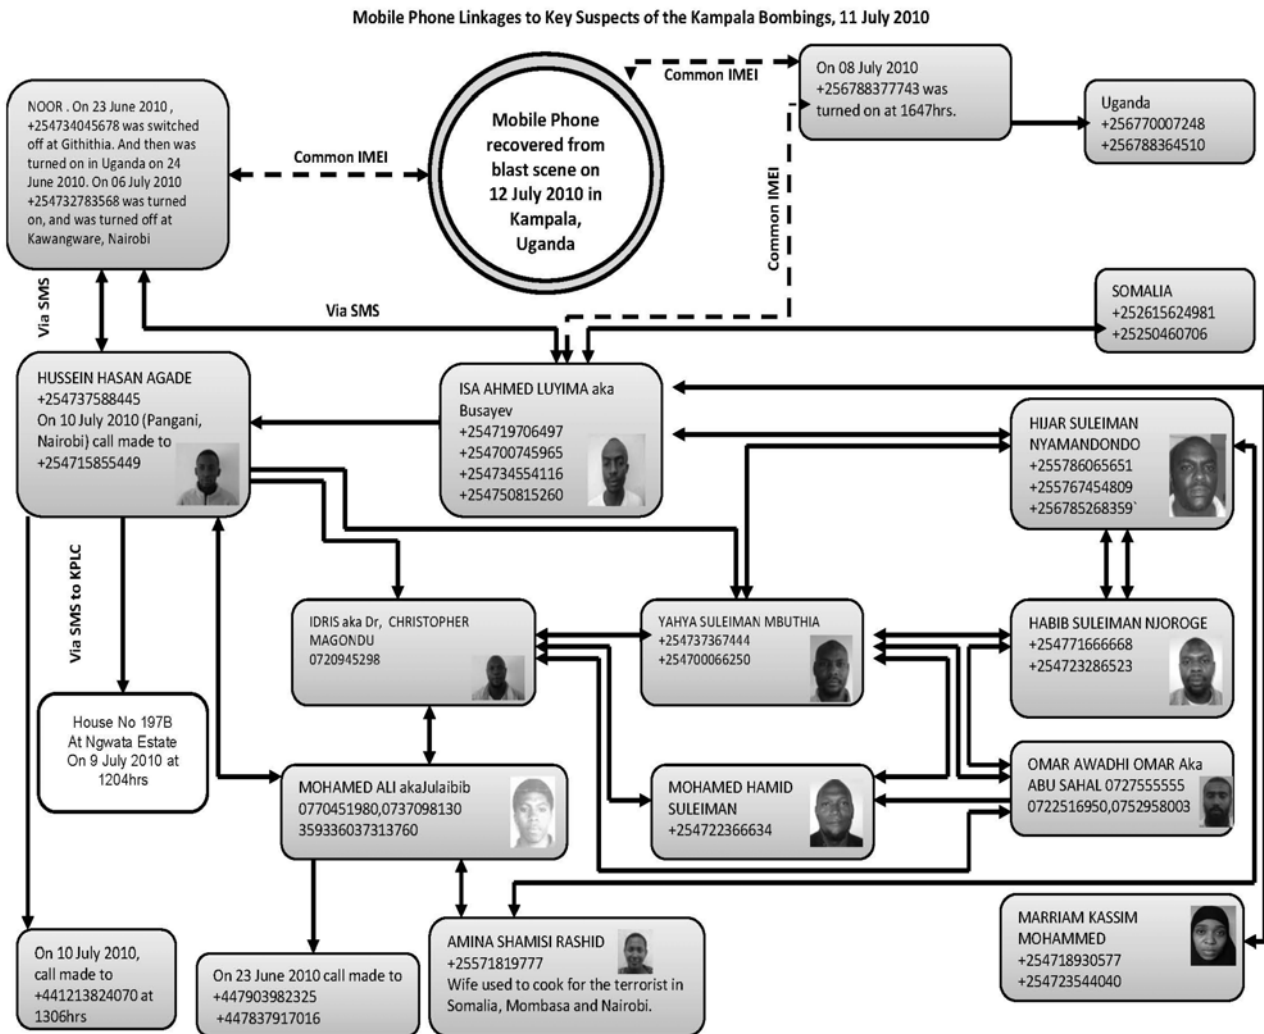 Mobile Phone Linkages to Key Suspects of the Kampala Bombings, 11 July 2010
NOOR . On 23 June 2010 ,
+254734045678 was switched
off at Githithia. And then was
turned on in Uganda on 24
June 2010. On 06 July 2010
+254732783568 was turned
on, and was turned off at
Kawangware, Nairobi
Common IMEI
Mobile Phone
recovered from
blast scene on
12 July 2010 in
Kampala,
Uganda
Common IMEI
On 08 July 2010
+256788377743 was
turned on at 1647hrs.
Uganda
+256770007248
+256788364510
Common IMEI
Via SMS
Via SMS
SOMALIA
+252615624981
+25250460706
HUSSEIN HASAN AGADE
+254737588445
On 10 July 2010 (Pangani,
Nairobi) call made to
+254715855449
ISA AHMED LUYIMA aka
Busayev
+254719706497
+254700745965
+254734554116
+254750815260
HIJAR SULEIMAN
NYAMANDONDO
+255786065651
+255767454809
+256785268359`
Via SMS to KPLC
IDRIS aka Dr, CHRISTOPHER
MAGONDU
0720945298
YAHYA SULEIMAN MBUTHIA
+254737367444
+254700066250
HABIB SULEIMAN NJOROGE
+254771666668
+254723286523
House No 197B
At Ngwata Estate
On 9 July 2010 at
1204hrs
MOHAMED ALI akaJulaibib
0770451980,0737098130
359336037313760
MOHAMED HAMID
SULEIMAN
+254722366634
OMAR AWADHI OMAR Aka
ABU SAHAL 0727555555
0722516950,0752958003
On 10 July 2010,
call made to
+441213824070 at
1306hrs
On 23 June 2010 call made to
+447903982325
+447837917016
AMINA SHAMISI RASHID
+25571819777
Wife used to cook for the terrorist in
Somalia, Mombasa and Nairobi.
MARRIAM KASSIM
MOHAMMED
+254718930577
+254723544040